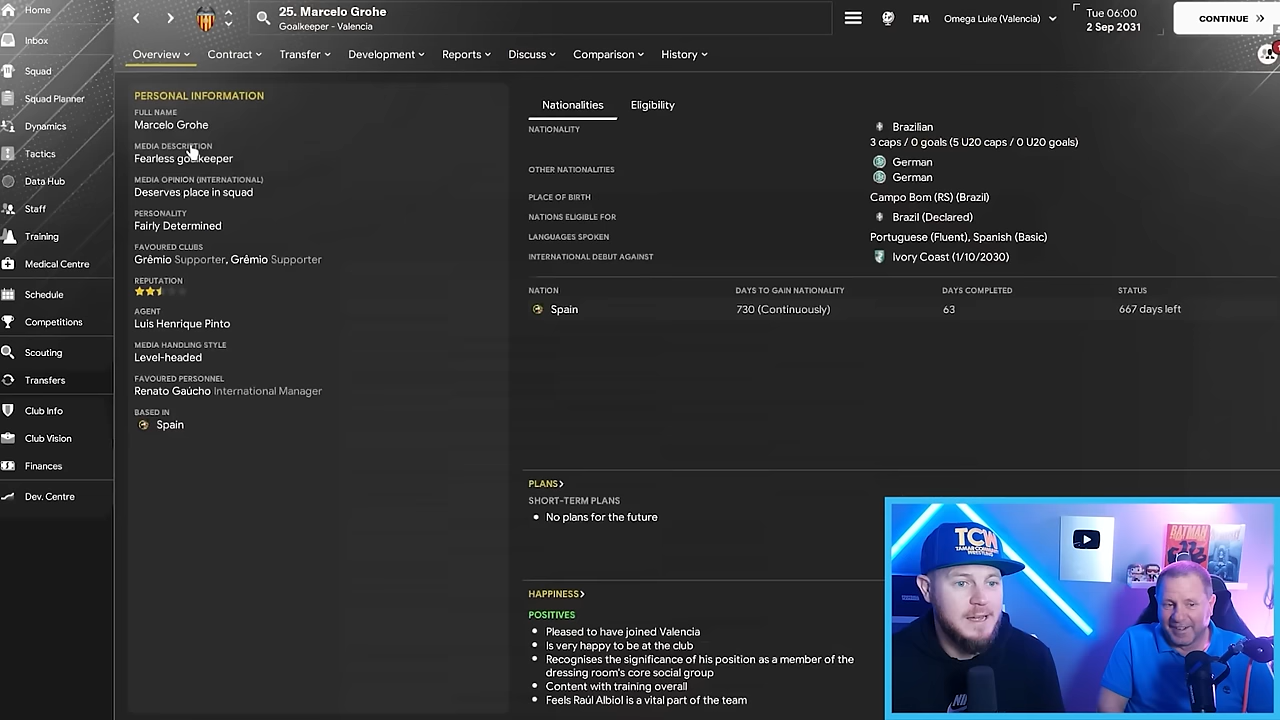 Home
Inbox
Squad
Squad Planner
Dynamics
Tactics
Data Hub
Staff
Training
Medical Centre
Schedule
Competitions
Scouting
Transfers
Club Info
Club Vision
Finances
Dev. Centre
25. Marcelo Grohe
Goalkeeper - Valencia
FM
Omega Luke (Valencia)
Tue 06:00
2 Sep 2031
CONTINUE
Overview
Contract
Transfer
Development
Reports
Discuss
Comparison
History
PERSONAL INFORMATION
FULL NAME
Marcelo Grohe
MEDIA DESCRIPTION
Fearless goalkeeper
MEDIA OPINION (INTERNATIONAL)
Deserves place in squad
PERSONALITY
Fairly Determined
FAVOURED CLUBS
Grêmio Supporter, Grêmio Supporter
REPUTATION
AGENT
Luis Henrique Pinto
MEDIA HANDLING STYLE
Level-headed
FAVOURED PERSONNEL
Renato Gaúcho International Manager
BASED IN
Spain
Nationalities
Eligibility
NATIONALITY
Brazilian
3 caps / 0 goals (5 U20 caps / 0 U20 goals)
OTHER NATIONALITIES
German
German
PLACE OF BIRTH
Campo Bom (RS) (Brazil)
NATIONS ELIGIBLE FOR
Brazil (Declared)
LANGUAGES SPOKEN
Portuguese (Fluent), Spanish (Basic)
INTERNATIONAL DEBUT AGAINST
Ivory Coast (1/10/2030)
NATION
DAYS TO GAIN NATIONALITY
DAYS COMPLETED
STATUS
Spain
730 (Continuously)
63
667 days left
PLANS
SHORT-TERM PLANS
No plans for the future
HAPPINESS
POSITIVES
Pleased to have joined Valencia
Is very happy to be at the club
Recognises the significance of his position as a member of the
dressing room's core social group
Content with training overall
Feels Raúl Albiol is a vital part of the team
TCW
BATMAN